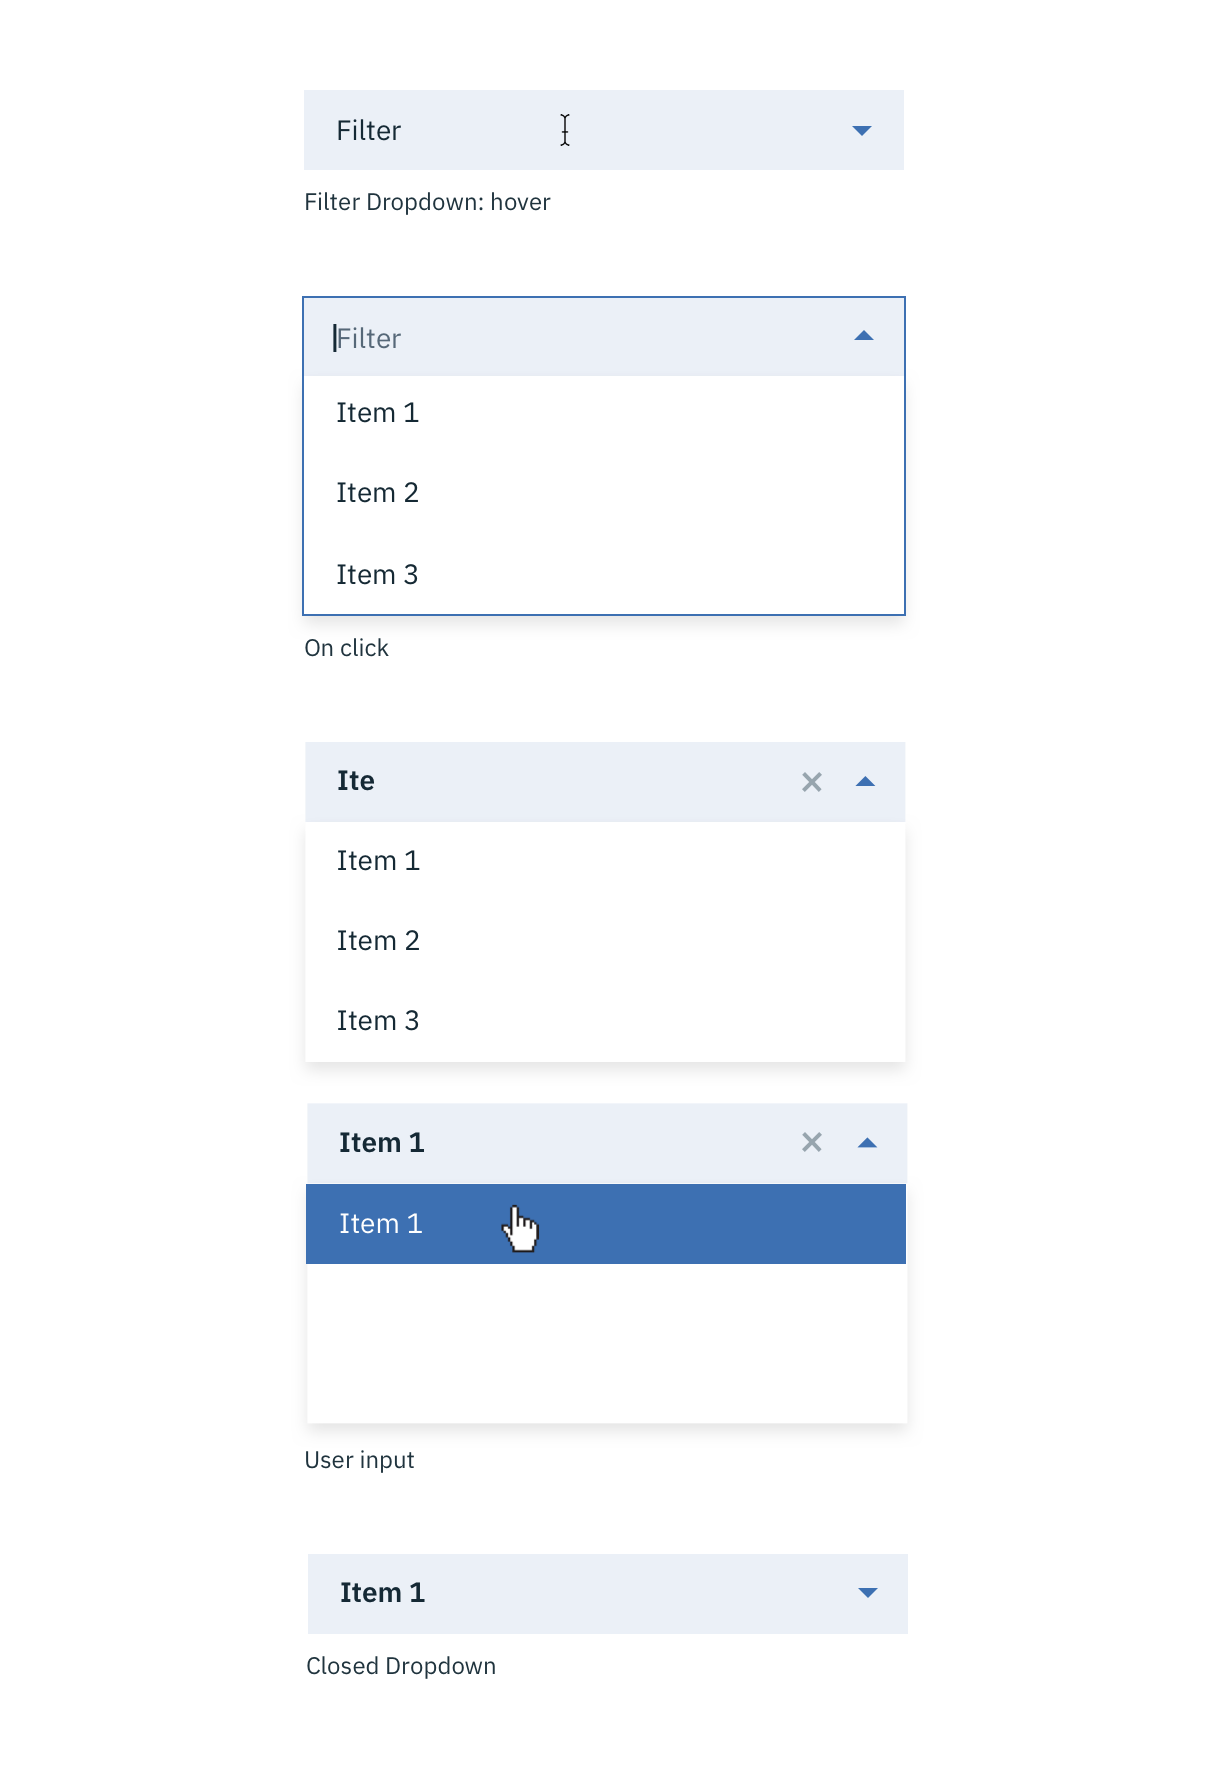 Filter
Filter Dropdown: hover
Filter
Item 1
Item 2
Item 3
On click
Ite
Item 1
Item 2
Item 3
Item 1
Item 1
User input
Item 1
Closed Dropdown